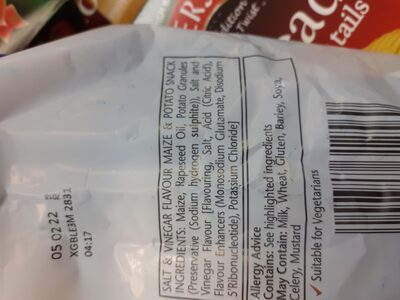 SALT & VINEGAR FLAVOUR MAIZE & POTATO SNACK
INGREDIENTS: Maize, Rapeseed Oil, Potato Granules
(Preservative (Sodium hydrogen sulphite)), Salt and
Vinegar Flavour [Flavouring, Salt, Acid (Citric Acid),
Flavour Enhancers (Monosodium Glutamate, Disodium
5'Ribonucleotide), Potassium Chloride]
Allergy Advice
Contains: See highlighted ingredients
May Contain: Milk, Wheat, Gluten, Barley, Soya,
Celery, Mustard
✓ Suitable for Vegetarians
05 02 22
XGBLE3M 2831
04:17
Twist
tails